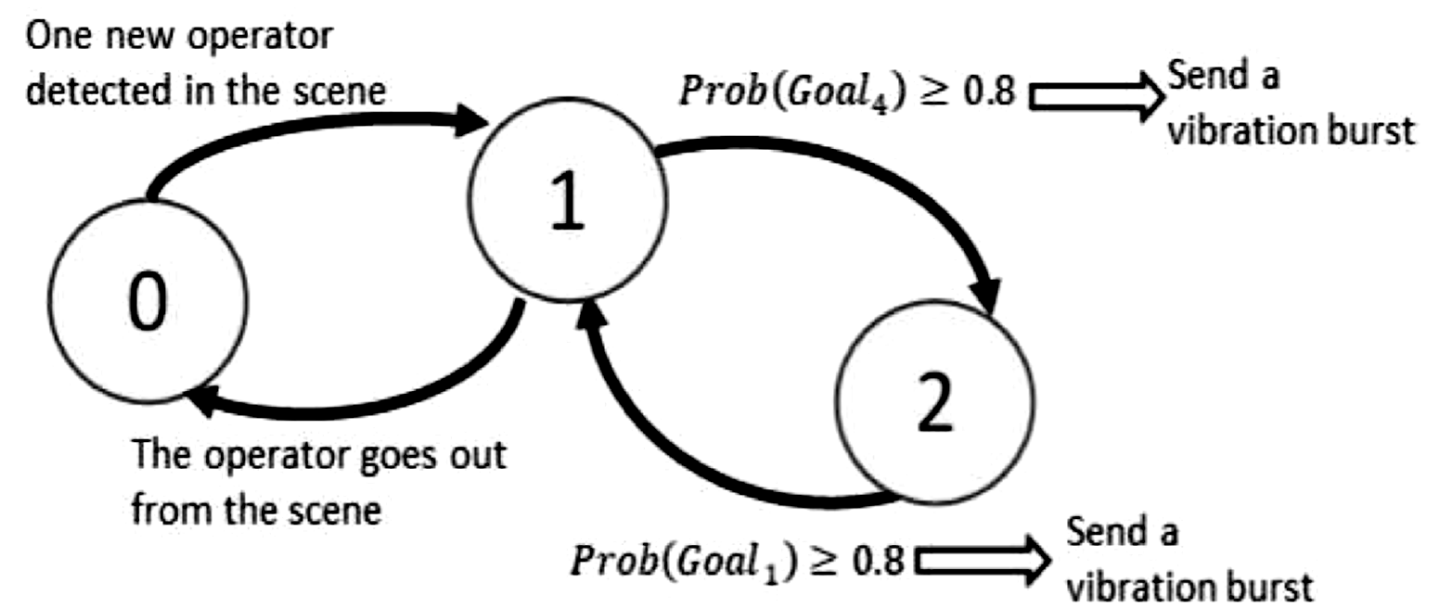 One new operator
detected in the scene
Prob(Goal₄) ≥ 0.8
Send a
vibration burst
1
0
2
The operator goes out
from the scene
Prob(Goal₁) ≥ 0.8
Send a
vibration burst